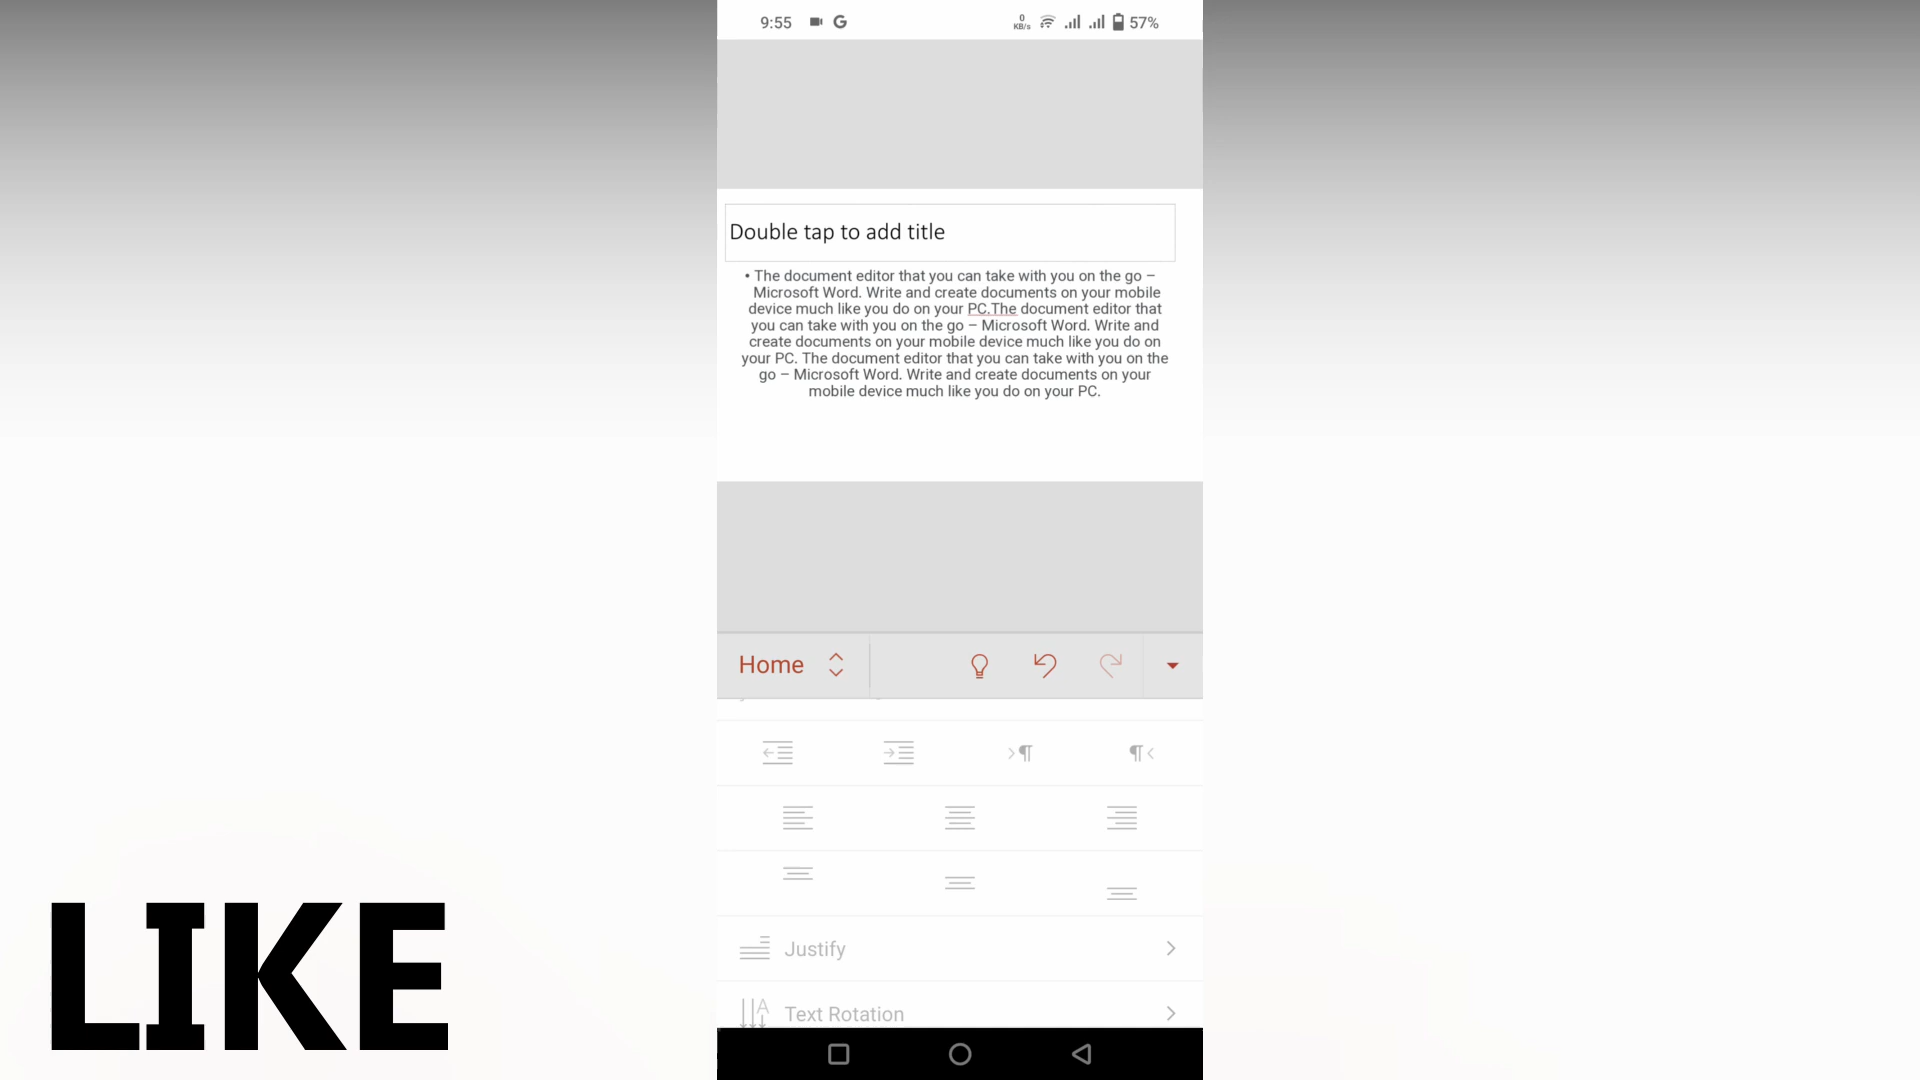 9:55 G 0 KB/s 57%
Double tap to add title
• The document editor that you can take with you on the go –
Microsoft Word. Write and create documents on your mobile
device much like you do on your PC.The document editor that
you can take with you on the go – Microsoft Word. Write and
create documents on your mobile device much like you do on
your PC. The document editor that you can take with you on the
go – Microsoft Word. Write and create documents on your
mobile device much like you do on your PC.
Home
Justify
Text Rotation
LIKE